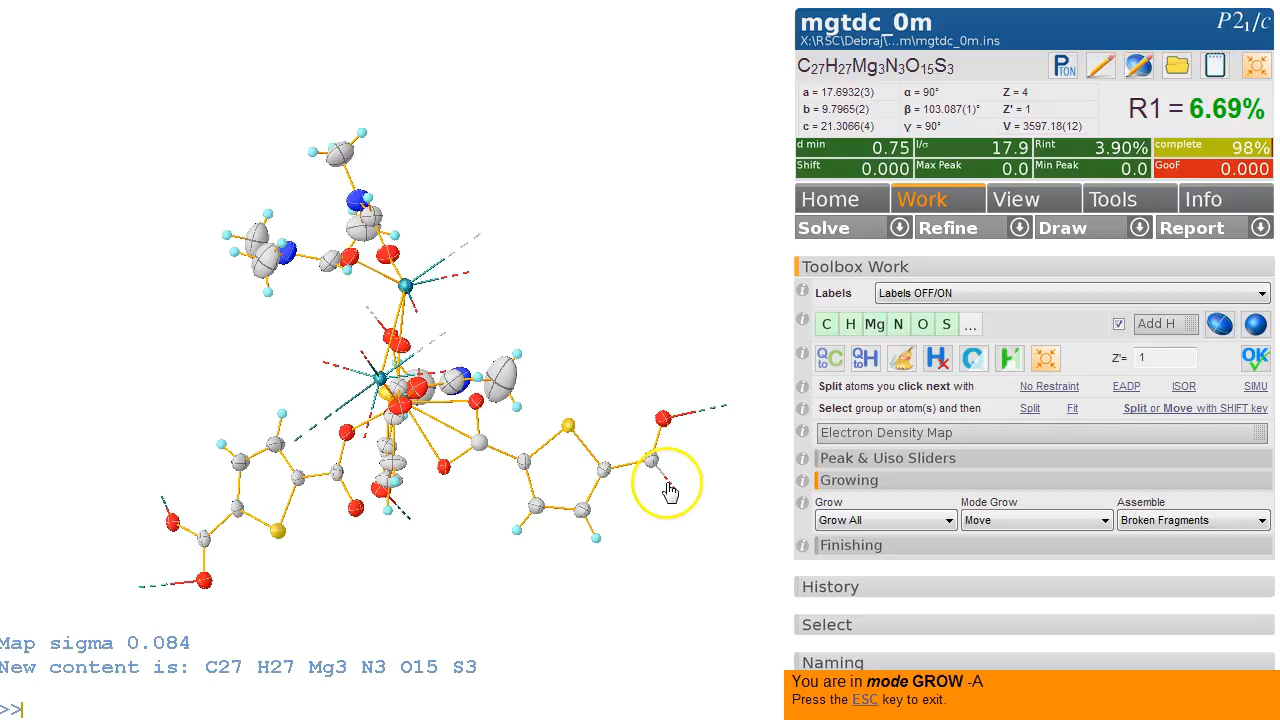 mgtdc_0m
P2₁/c
X:\RSC\Debraj\...m\mgtdc_0m.ins
C27H27Mg3N3O15S3
PTON
a = 17.6932(3) α = 90° Z = 4
b = 9.7965(2) β = 103.087(1)° Z' = 1
c = 21.3066(4) γ = 90° V = 3597.18(12)
R1 = 6.69%
d min 0.75 I/σ 17.9 Rint 3.90% complete 98%
Shift 0.000 Max Peak 0.0 Min Peak 0.0 GooF 0.000
Home Work View Tools Info
Solve Refine Draw Report
Toolbox Work
Labels Labels OFF/ON
C H Mg N O S ... Add H
QtoC QtoH H Z'= 1 OK
Split atoms you click next with No Restraint EADP ISOR SIMU
Select group or atom(s) and then Split Fit Split or Move with SHIFT key
Electron Density Map
Peak & Uiso Sliders
Growing
Grow Mode Grow Assemble
Grow All Move Broken Fragments
Finishing
History
Select
Naming
You are in mode GROW -A
Press the ESC key to exit.
Map sigma 0.084
New content is: C27 H27 Mg3 N3 O15 S3
>>